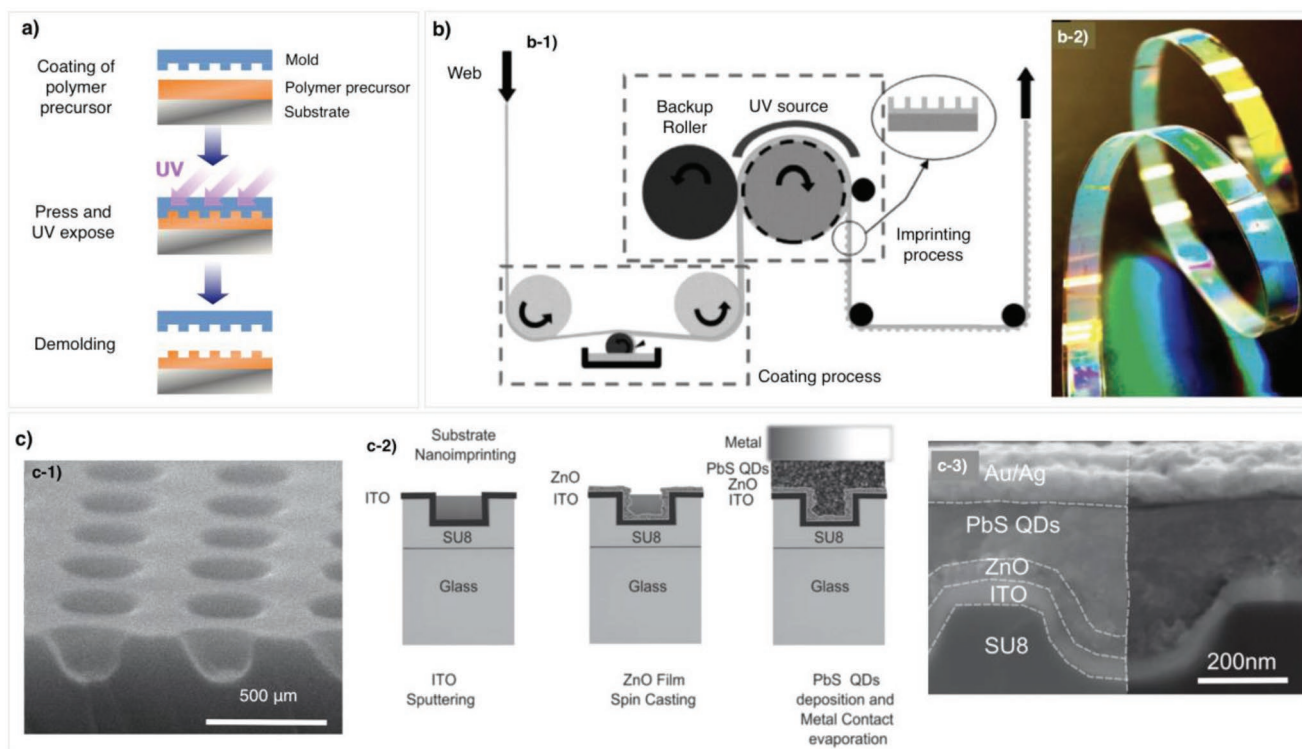 a)
Coating of
polymer
precursor
Mold
Polymer precursor
Substrate
UV
Press and
UV expose
Demolding
b)
b-1)
Web
Backup
Roller
UV source
Imprinting
process
Coating process
b-2)
c)
c-1)
500 µm
c-2)
Substrate
Nanoimprinting
ITO
SU8
Glass
ITO
Sputtering
ZnO
ITO
SU8
Glass
ZnO Film
Spin Casting
Metal
PbS QDs
ZnO
ITO
SU8
Glass
PbS QDs
deposition and
Metal Contact
evaporation
c-3)
Au/Ag
PbS QDs
ZnO
ITO
SU8
200nm